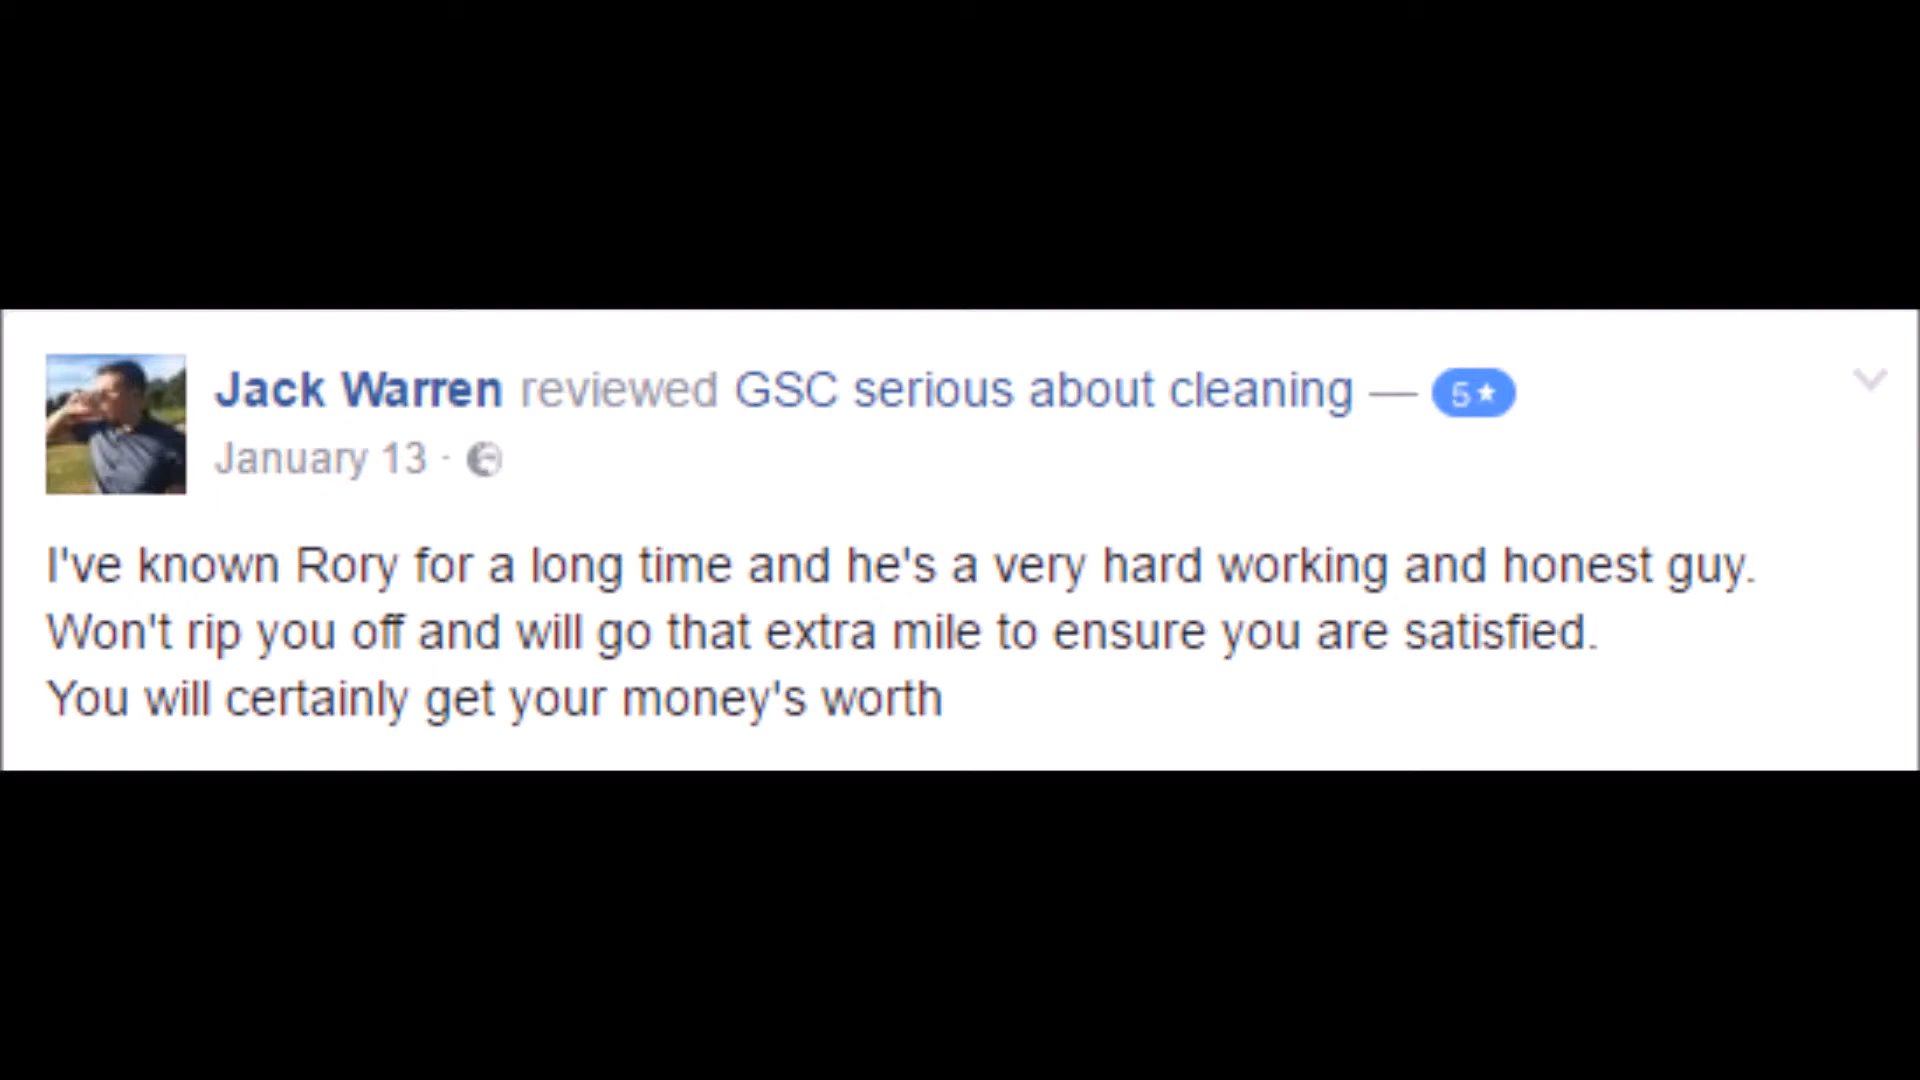 Jack Warren reviewed GSC serious about cleaning — 5★
January 13 ·
I've known Rory for a long time and he's a very hard working and honest guy.
Won't rip you off and will go that extra mile to ensure you are satisfied.
You will certainly get your money's worth